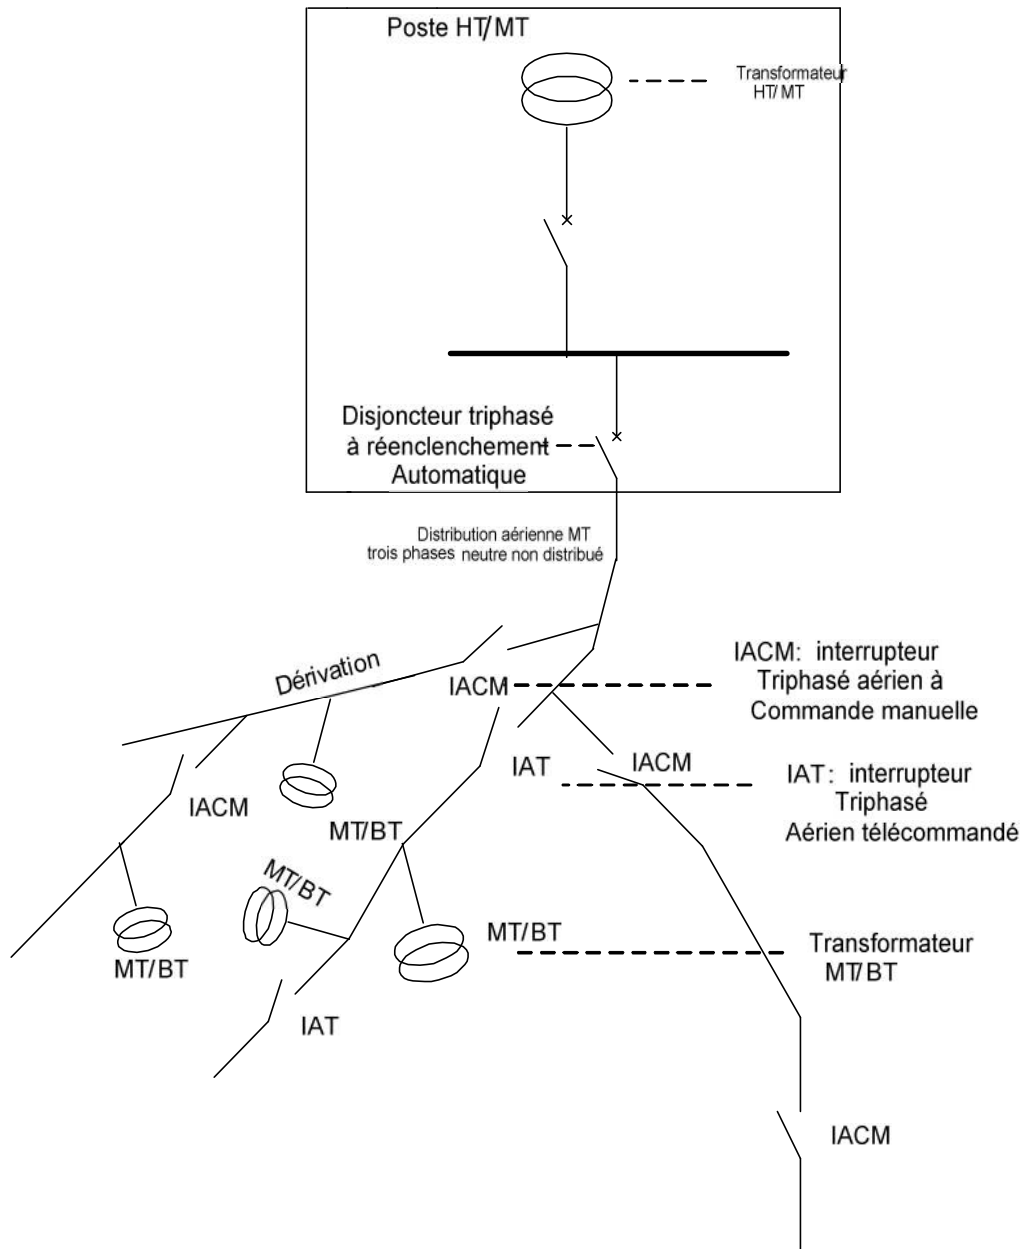 Poste HT/MT
Transformateur
HT/MT
Disjoncteur triphasé
à réenclenchement
Automatique
Distribution aérienne MT
trois phases neutre non distribué
Dérivation
IACM
IACM: interrupteur
Triphasé aérien à
Commande manuelle
IAT
IACM
IAT: interrupteur
Triphasé
Aérien télécommandé
IACM
MT/BT
MT/BT
MT/BT
MT/BT
Transformateur
MT/BT
IAT
IACM